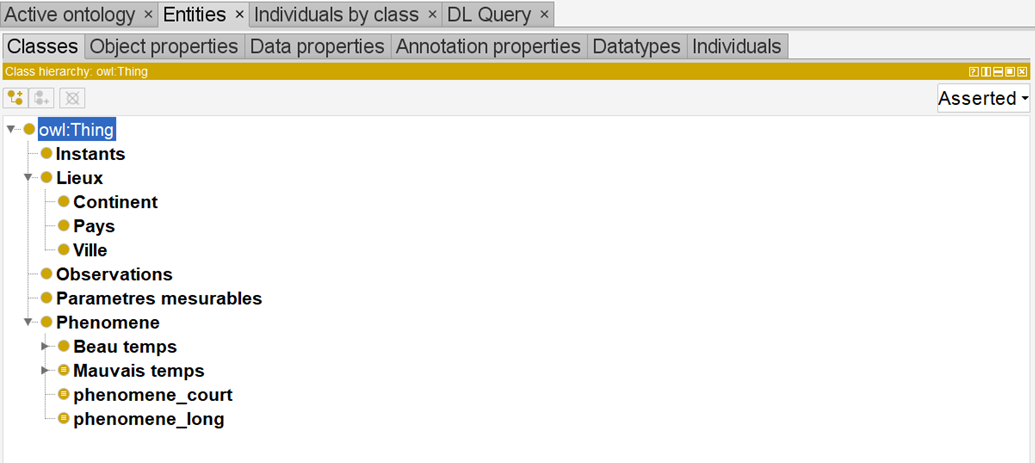 Active ontology × Entities × Individuals by class × DL Query ×
Classes Object properties Data properties Annotation properties Datatypes Individuals
Class hierarchy: owl:Thing
Asserted
owl:Thing
Instants
Lieux
Continent
Pays
Ville
Observations
Parametres mesurables
Phenomene
Beau temps
Mauvais temps
phenomene_court
phenomene_long